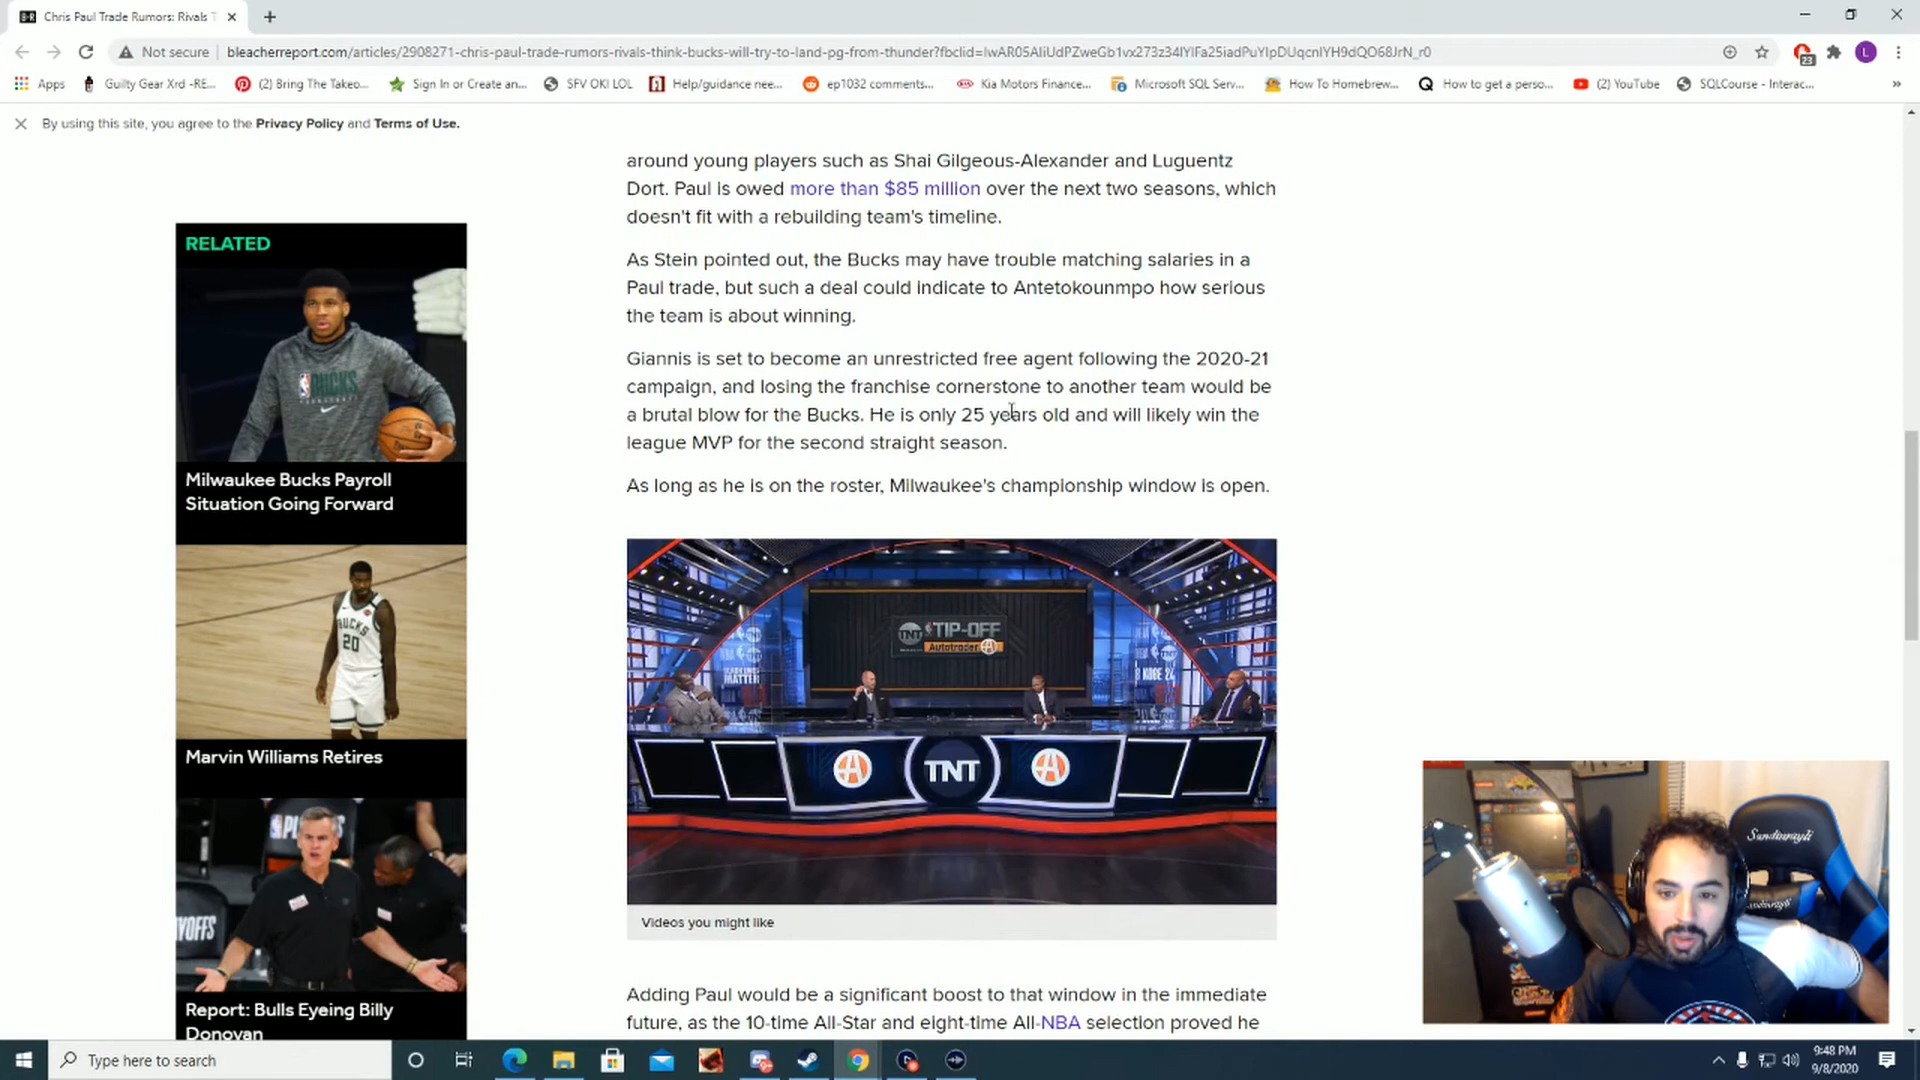 Chris Paul Trade Rumors: Rivals T
Not secure
bleacherreport.com/articles/2908271-chris-paul-trade-rumors-rivals-think-bucks-will-try-to-land-pg-from-thunder?fbclid=
23
L
Apps
Guilty Gear Xrd -RE...
(2) Bring The Takeo...
Sign In or Create an...
SFV OKI LOL
Help/guidance nee...
ep1032 comments...
Kia Motors Finance...
Microsoft SQL Serv...
How To Homebrew...
How to get a perso...
(2) YouTube
SQLCourse - Interac...
»
By using this site, you agree to the Privacy Policy and Terms of Use.
around young players such as Shai Gilgeous-Alexander and Luguentz
Dort. Paul is owed more than $85 million over the next two seasons, which
doesn't fit with a rebuilding team's timeline.
As Stein pointed out, the Bucks may have trouble matching salaries in a
Paul trade, but such a deal could indicate to Antetokounmpo how serious
the team is about winning.
Giannis is set to become an unrestricted free agent following the 2020-21
campaign, and losing the franchise cornerstone to another team would be
a brutal blow for the Bucks. He is only 25 years old and will likely win the
league MVP for the second straight season.
As long as he is on the roster, Milwaukee's championship window is open.
TNT TIP-OFF
Autotrader
MATTER
KOBE 24
TNT
Videos you might like
Adding Paul would be a significant boost to that window in the immediate
future, as the 10-time All-Star and eight-time All-NBA selection proved he
RELATED
BUCKS
Milwaukee Bucks Payroll
Situation Going Forward
BUCKS
20
Marvin Williams Retires
YOFFS
Report: Bulls Eyeing Billy
Donovan
Type here to search
9:48 PM
9/8/2020